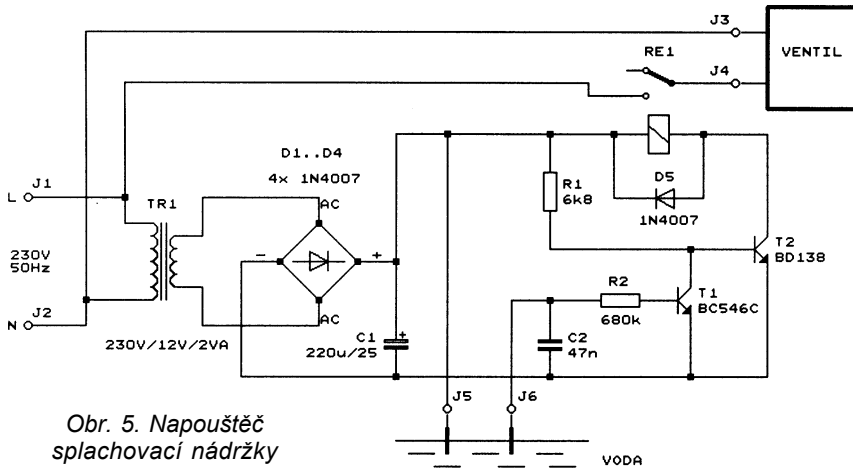 J3
RE1
VENTIL
J4
D1..D4
4x 1N4007
L
J1
TR1
AC
R1
6k8
D5
1N4007
230V
50Hz
-
+
T2
BD138
J2
N
R2
680k
T1
BC546C
AC
C1
+
220u/25
C2
47n
230V/12V/2VA
J5
J6
Obr. 5. Napouštěč
splachovací nádržky
VODA